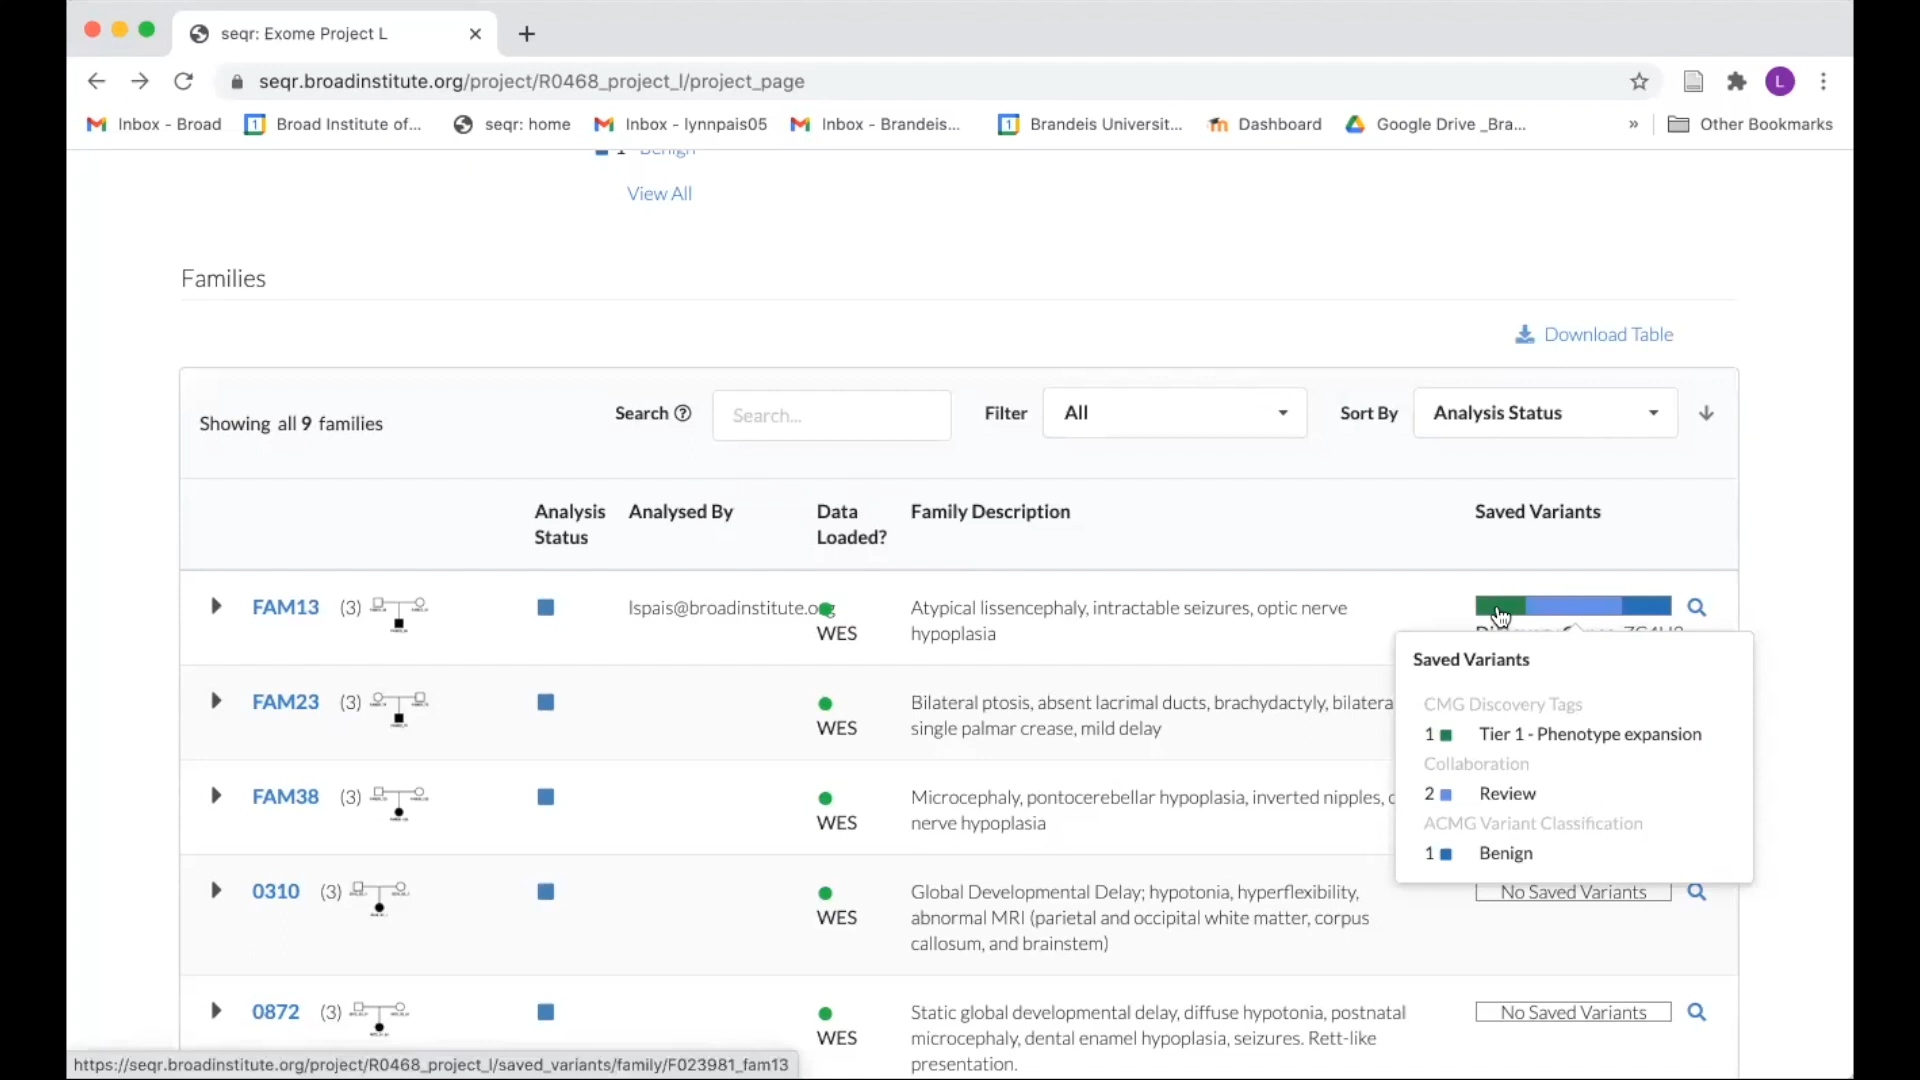 seqr: Exome Project L
seqr.broadinstitute.org/project/R0468_project_l/project_page
L
Inbox - Broad
Broad Institute of...
seqr: home
Inbox - lynnpais05
Inbox - Brandeis...
Brandeis Universit...
Dashboard
Google Drive _Bra...
»
Other Bookmarks
1 Benign
View All
Families
Download Table
Showing all 9 families
Search
Search...
Filter
All
Sort By
Analysis Status
Analysis Status
Analysed By
Data Loaded?
Family Description
Saved Variants
FAM13 (3)
lspais@broadinstitute.org
WES
Atypical lissencephaly, intractable seizures, optic nerve
hypoplasia
FAM23 (3)
WES
Bilateral ptosis, absent lacrimal ducts, brachydactyly, bilatera
single palmar crease, mild delay
FAM38 (3)
WES
Microcephaly, pontocerebellar hypoplasia, inverted nipples,
nerve hypoplasia
0310 (3)
WES
Global Developmental Delay; hypotonia, hyperflexibility,
abnormal MRI (parietal and occipital white matter, corpus
callosum, and brainstem)
No Saved Variants
0872 (3)
WES
Static global developmental delay, diffuse hypotonia, postnatal
microcephaly, dental enamel hypoplasia, seizures. Rett-like
presentation.
No Saved Variants
Saved Variants
CMG Discovery Tags
1 Tier 1 - Phenotype expansion
Collaboration
2 Review
ACMG Variant Classification
1 Benign
https://seqr.broadinstitute.org/project/R0468_project_l/saved_variants/family/F023981_fam13